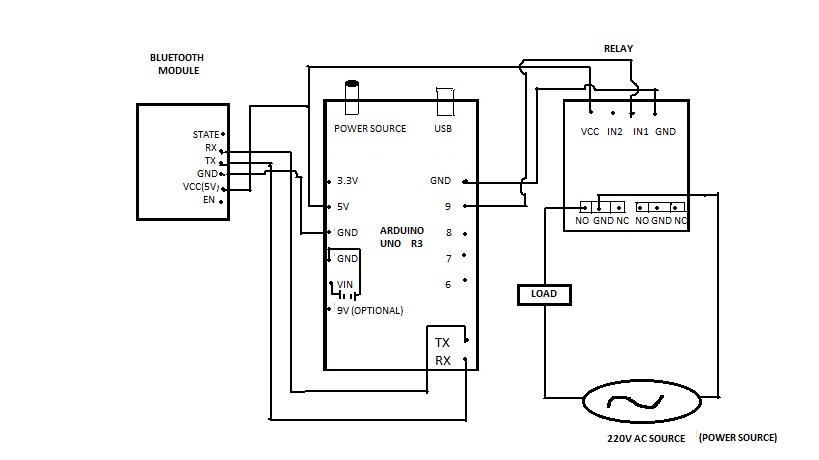 RELAY
BLUETOOTH
MODULE
POWER SOURCE USB
STATE
RX
TX
GND
VCC(5V)
EN
3.3V
5V
GND
GND
VIN
9V (OPTIONAL)
ARDUINO
UNO R3
GND
9
8
7
6
TX
RX
VCC IN2 IN1 GND
NO GND NC NO GND NC
LOAD
220V AC SOURCE (POWER SOURCE)